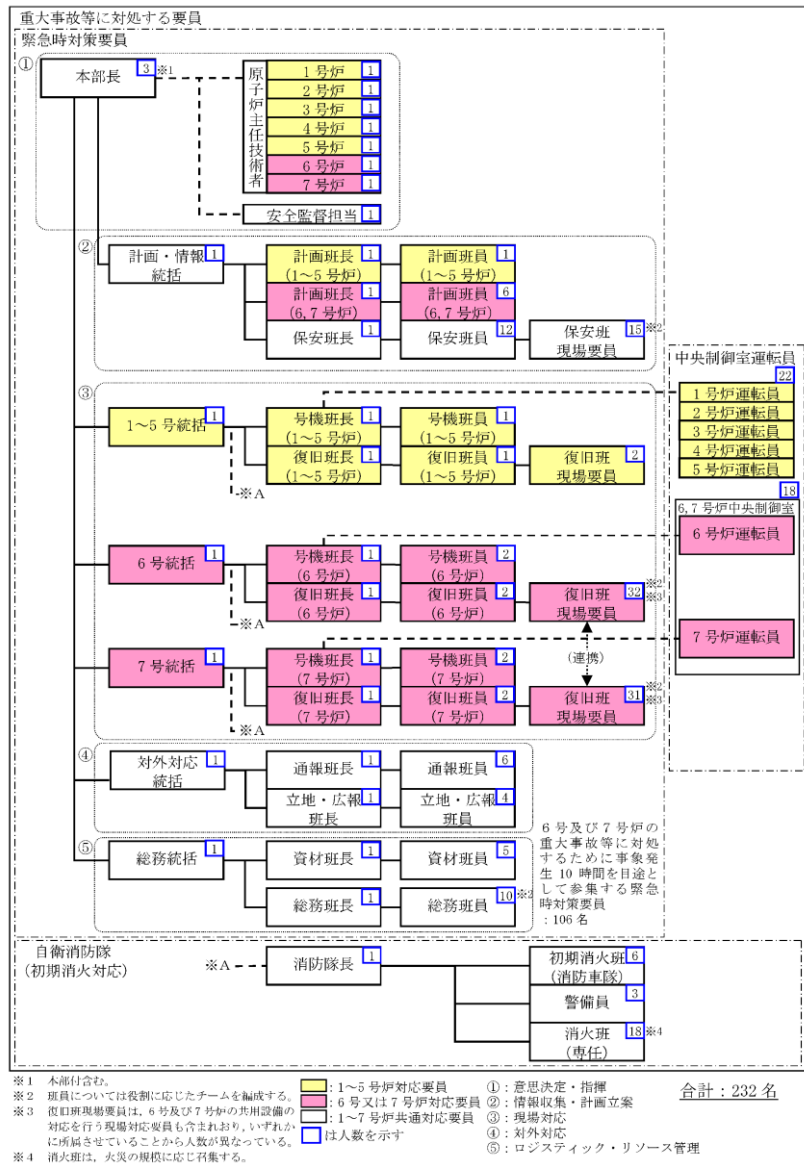 重大事故等に対処する要員
緊急時対策要員
①
本部長 3 ※1
原子炉主任技術者
1号炉 1
2号炉 1
3号炉 1
4号炉 1
5号炉 1
6号炉 1
7号炉 1
安全監督担当 1
②
計画・情報 1
統括
計画班長 1
(1～5号炉)
計画班員 1
(1～5号炉)
計画班長 1
(6,7号炉)
計画班員 6
(6,7号炉)
保安班長 1
保安班員 12
保安班 15 ※2
現場要員
中央制御室運転員
22
1号炉運転員
2号炉運転員
3号炉運転員
4号炉運転員
5号炉運転員
18
6,7号炉中央制御室
6号炉運転員
7号炉運転員
③
1～5号統括 1
※A
号機班長 1
(1～5号炉)
号機班員 1
(1～5号炉)
復旧班長 1
(1～5号炉)
復旧班員 1
(1～5号炉)
復旧班 2
現場要員
6号統括 1
※A
号機班長 1
(6号炉)
号機班員 2
(6号炉)
復旧班長 1
(6号炉)
復旧班員 2
(6号炉)
復旧班 32 ※2
現場要員 ※3
(連携)
7号統括 1
※A
号機班長 1
(7号炉)
号機班員 2
(7号炉)
復旧班長 1
(7号炉)
復旧班員 2
(7号炉)
復旧班 31 ※2
現場要員 ※3
④
対外対応 1
統括
通報班長 1
通報班員 6
立地・広報 1
班長
立地・広報 4
班員
⑤
総務統括 1
資材班長 1
資材班員 5
総務班長 1
総務班員 10 ※2
6号及び7号炉の
重大事故等に対処
するために事象発
生10時間を目途と
して参集する緊急
時対策要員
：106名
自衛消防隊
(初期消火対応)
※A
消防隊長 1
初期消火班 6
(消防車隊)
警備員 3
消火班 18 ※4
(専任)
※1 本部付含む。
※2 班員については役割に応じたチームを編成する。
※3 復旧班現場要員は，6号及び7号炉の共用設備の
対応を行う現場対応要員も含まれおり，いずれか
に所属させていることから人数が異なっている。
※4 消火班は，火災の規模に応じ召集する。
：1～5号炉対応要員
：6号又は7号炉対応要員
：1～7号炉共通対応要員
は人数を示す
①：意思決定・指揮
②：情報収集・計画立案
③：現場対応
④：対外対応
⑤：ロジスティック・リソース管理
合計：232名